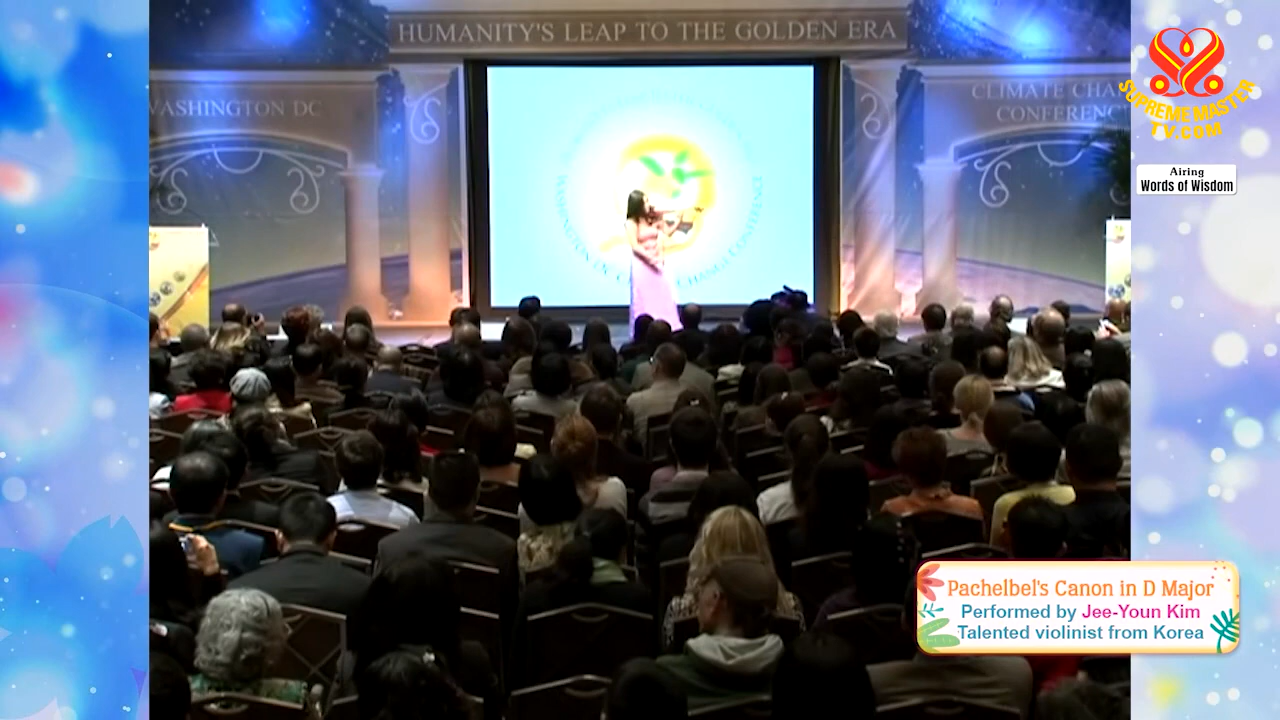 HUMANITY'S LEAP TO THE GOLDEN ERA
WASHINGTON DC
CLIMATE CHA
CONFERENC
SUPREME MASTER
TV.COM
Airing
Words of Wisdom
Pachelbel's Canon in D Major
Performed by Jee-Youn Kim
Talented violinist from Korea